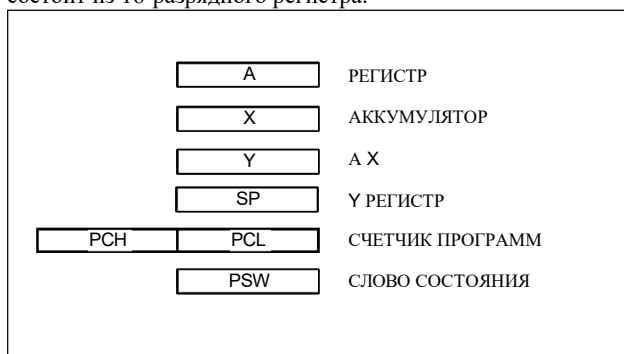 состоит из 16-разрядного регистра.
A РЕГИСТР
X АККУМУЛЯТОР
Y А X
SP Y РЕГИСТР
PCH PCL СЧЕТЧИК ПРОГРАММ
PSW СЛОВО СОСТОЯНИЯ